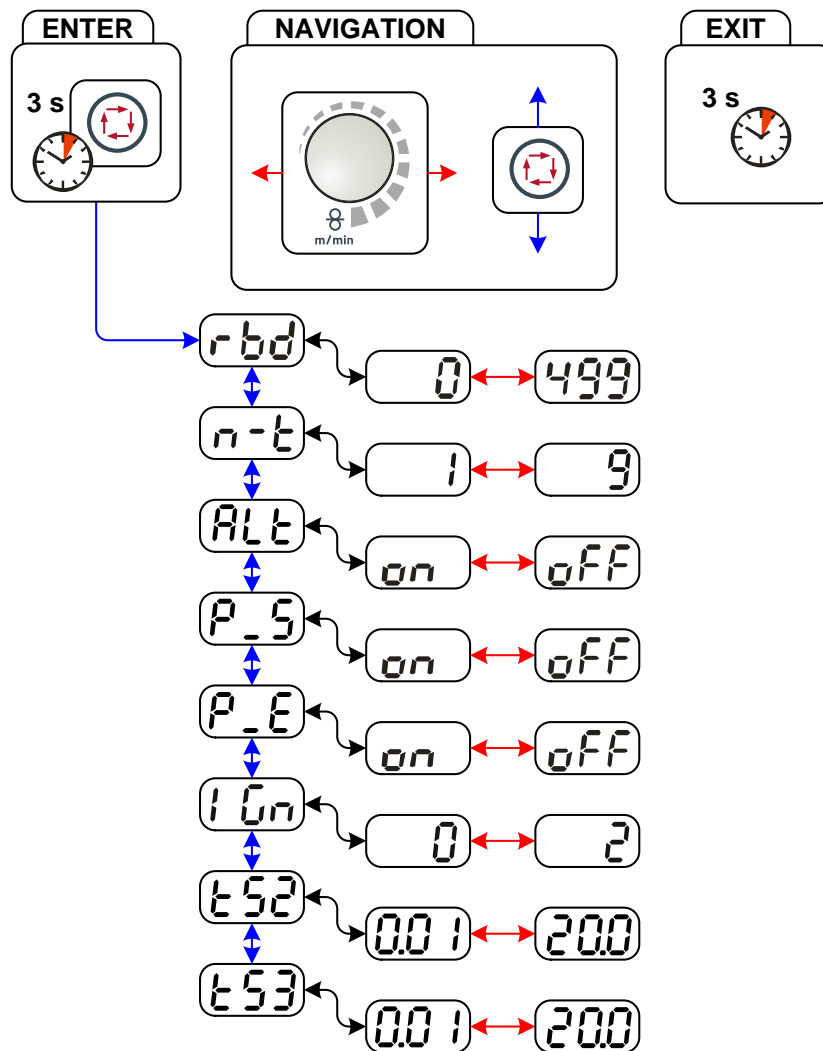 ENTER
NAVIGATION
EXIT
3 s
3 s
m/min
rbd
0
499
n-t
1
9
ALt
on
oFF
P_S
on
oFF
P_E
on
oFF
IGn
0
2
tS2
0.01
20.0
tS3
0.01
20.0